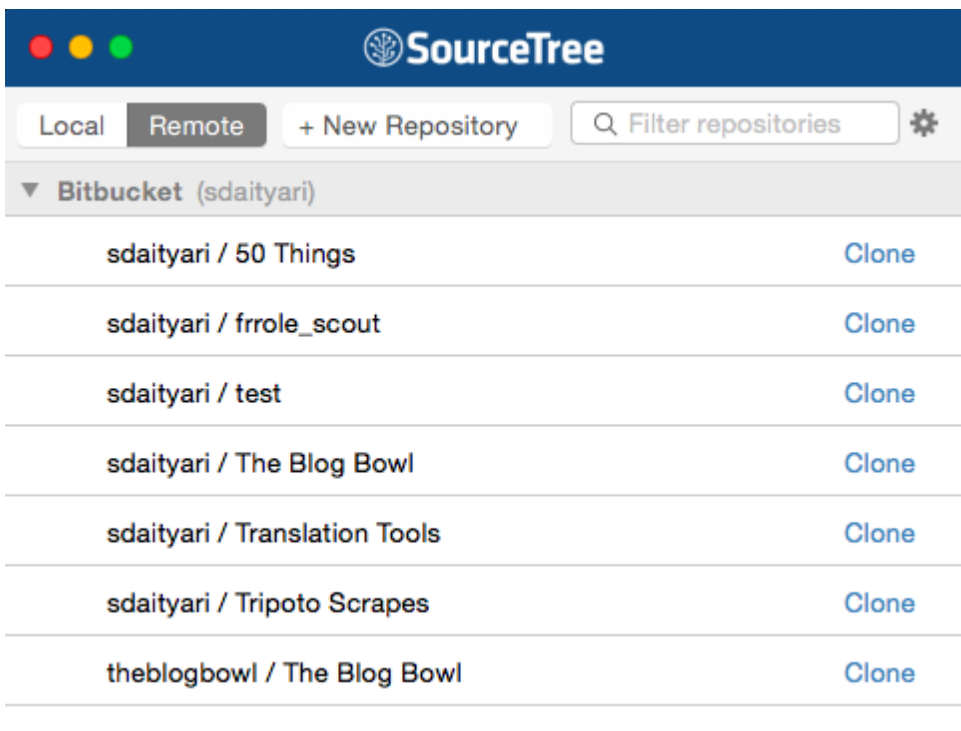 SourceTree
Local Remote + New Repository Filter repositories
Bitbucket (sdaityari)
sdaityari / 50 Things Clone
sdaityari / frrole_scout Clone
sdaityari / test Clone
sdaityari / The Blog Bowl Clone
sdaityari / Translation Tools Clone
sdaityari / Tripoto Scrapes Clone
theblogbowl / The Blog Bowl Clone